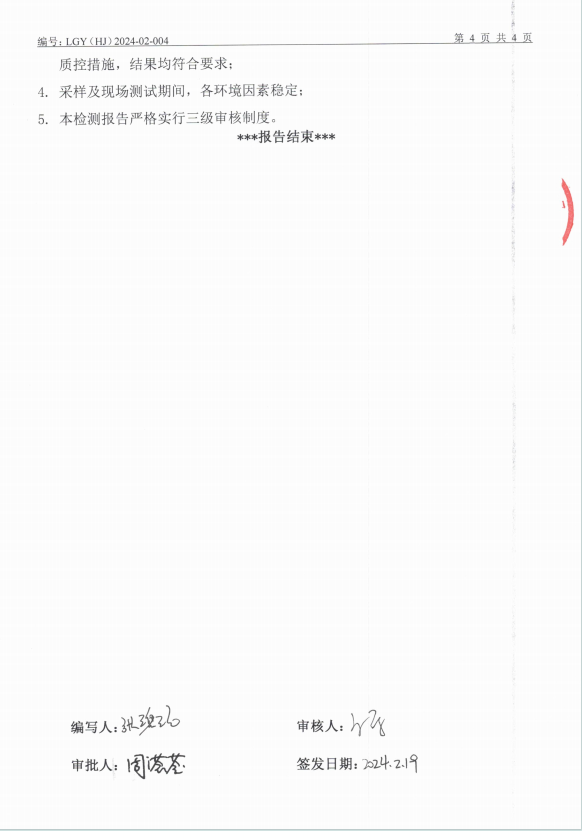 编号: LGY（HJ）2024-02-004 第 4 页 共 4 页
质控措施，结果均符合要求；
4. 采样及现场测试期间，各环境因素稳定；
5. 本检测报告严格实行三级审核制度。
***报告结束***
编写人: 审核人:
审批人: 签发日期: 2024.2.19